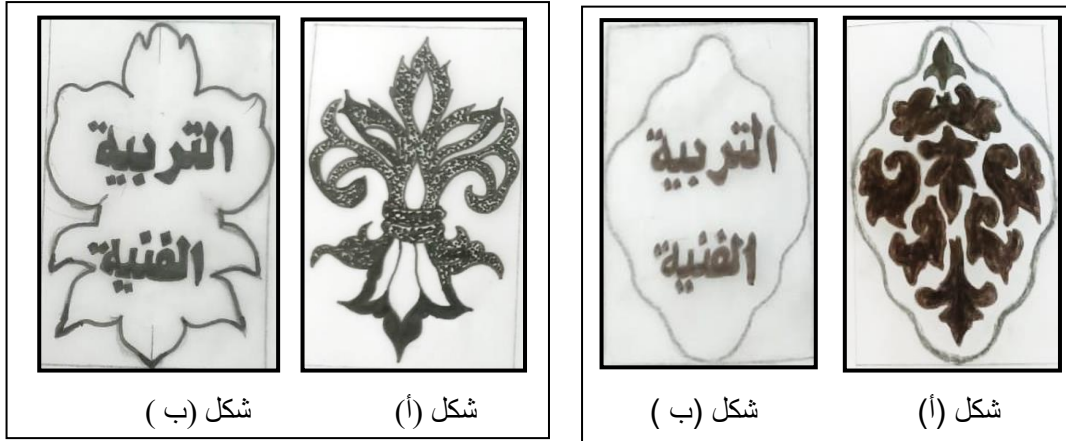 التربية
الفنية
شكل (أ)
شكل (ب )
التربية
الفنية
شكل (أ)
شكل (ب )